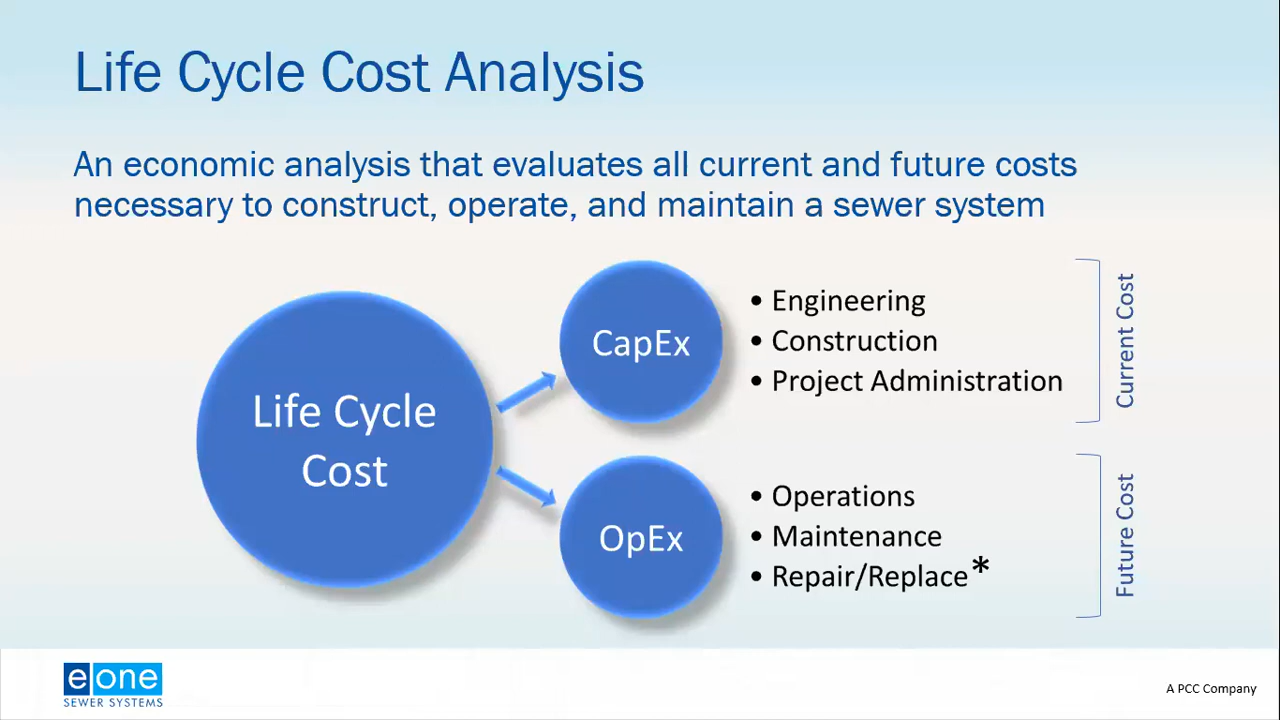 Life Cycle Cost Analysis
An economic analysis that evaluates all current and future costs
necessary to construct, operate, and maintain a sewer system
Life Cycle
Cost
CapEx
• Engineering
• Construction
• Project Administration
Current Cost
OpEx
• Operations
• Maintenance
• Repair/Replace*
Future Cost
eone
SEWER SYSTEMS
A PCC Company